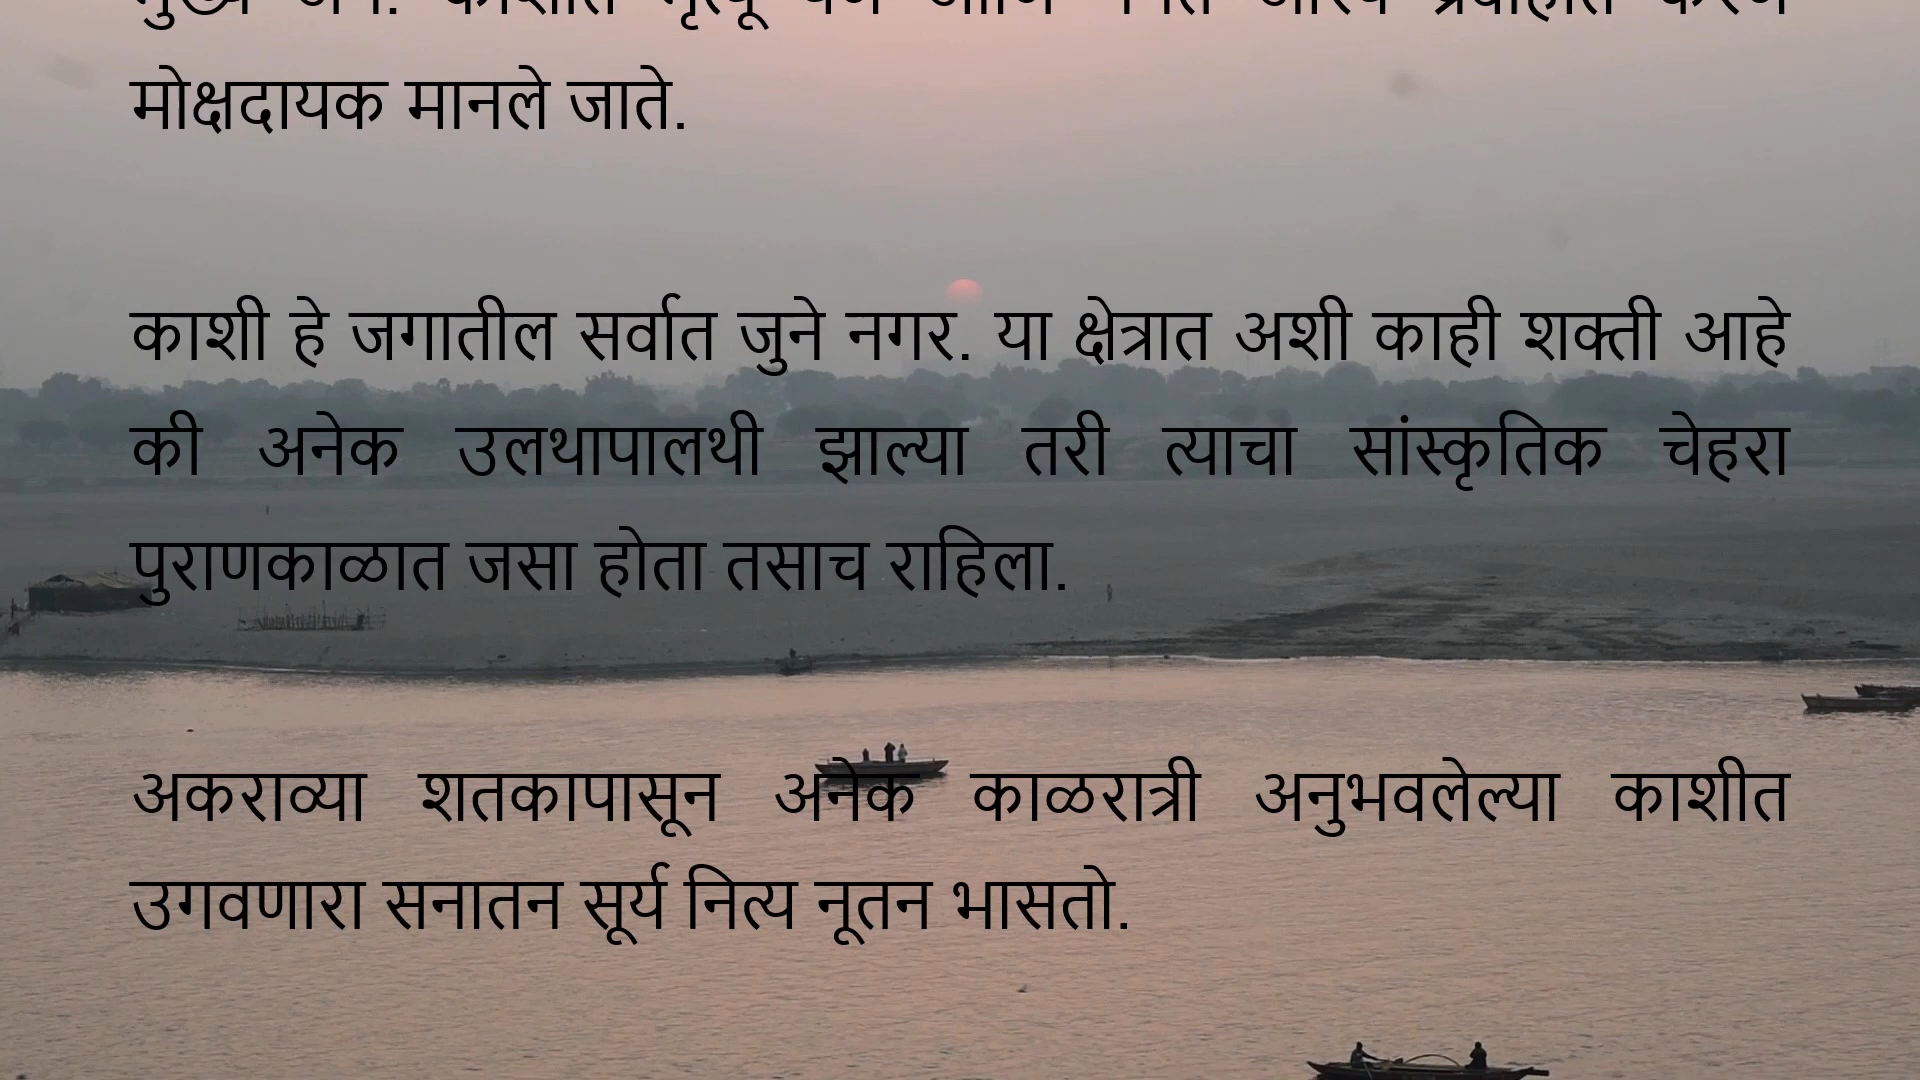 मोक्षदायक मानले जाते.
काशी हे जगातील सर्वात जुने नगर. या क्षेत्रात अशी काही शक्ती आहे
की अनेक उलथापालथी झाल्या तरी त्याचा सांस्कृतिक चेहरा
पुराणकाळात जसा होता तसाच राहिला.
अकराव्या शतकापासून अनेक काळरात्री अनुभवलेल्या काशीत
उगवणारा सनातन सूर्य नित्य नूतन भासतो.